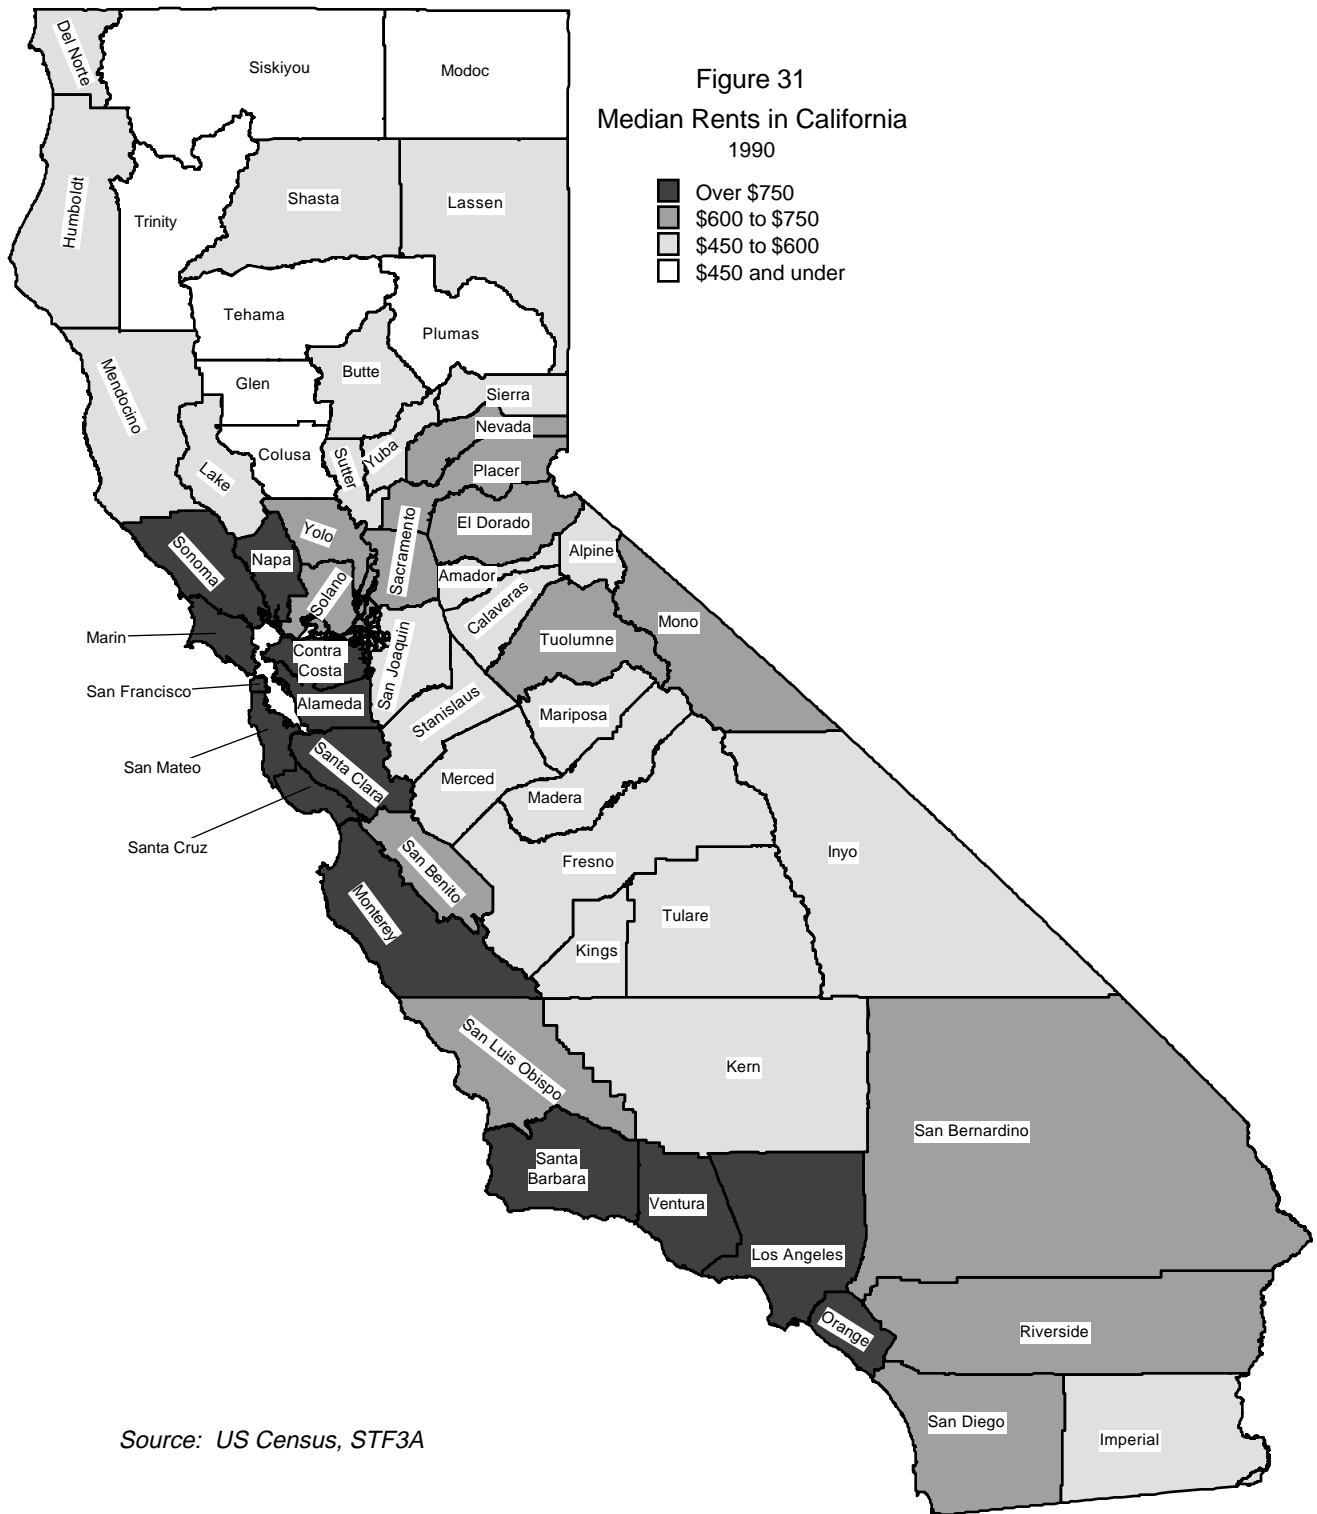 Del Norte
Siskiyou
Modoc
Figure 31
Median Rents in California
1990
Over $750
$600 to $750
$450 to $600
$450 and under
Humboldt
Trinity
Shasta
Lassen
Tehama
Plumas
Mendocino
Glen
Butte
Sierra
Nevada
Lake
Colusa
Sutter
Yuba
Placer
Sonoma
Napa
Yolo
Solano
Sacramento
El Dorado
Alpine
Amador
Calaveras
Mono
Marin
Contra
Costa
San Joaquin
Tuolumne
San Francisco
Alameda
Stanislaus
Mariposa
San Mateo
Santa Clara
Merced
Madera
Santa Cruz
San Benito
Fresno
Inyo
Monterey
Kings
Tulare
San Luis Obispo
Kern
San Bernardino
Santa
Barbara
Ventura
Los Angeles
Orange
Riverside
San Diego
Imperial
Source: US Census, STF3A